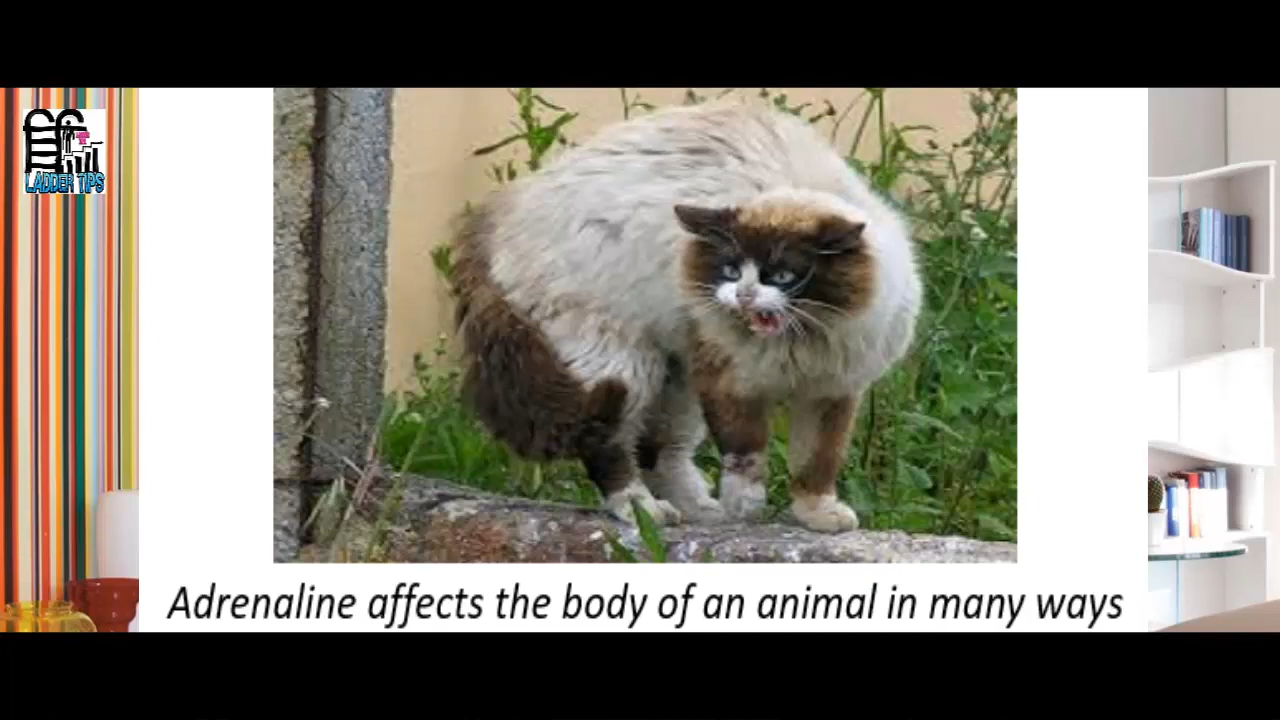 LADDER TIPS
Adrenaline affects the body of an animal in many ways